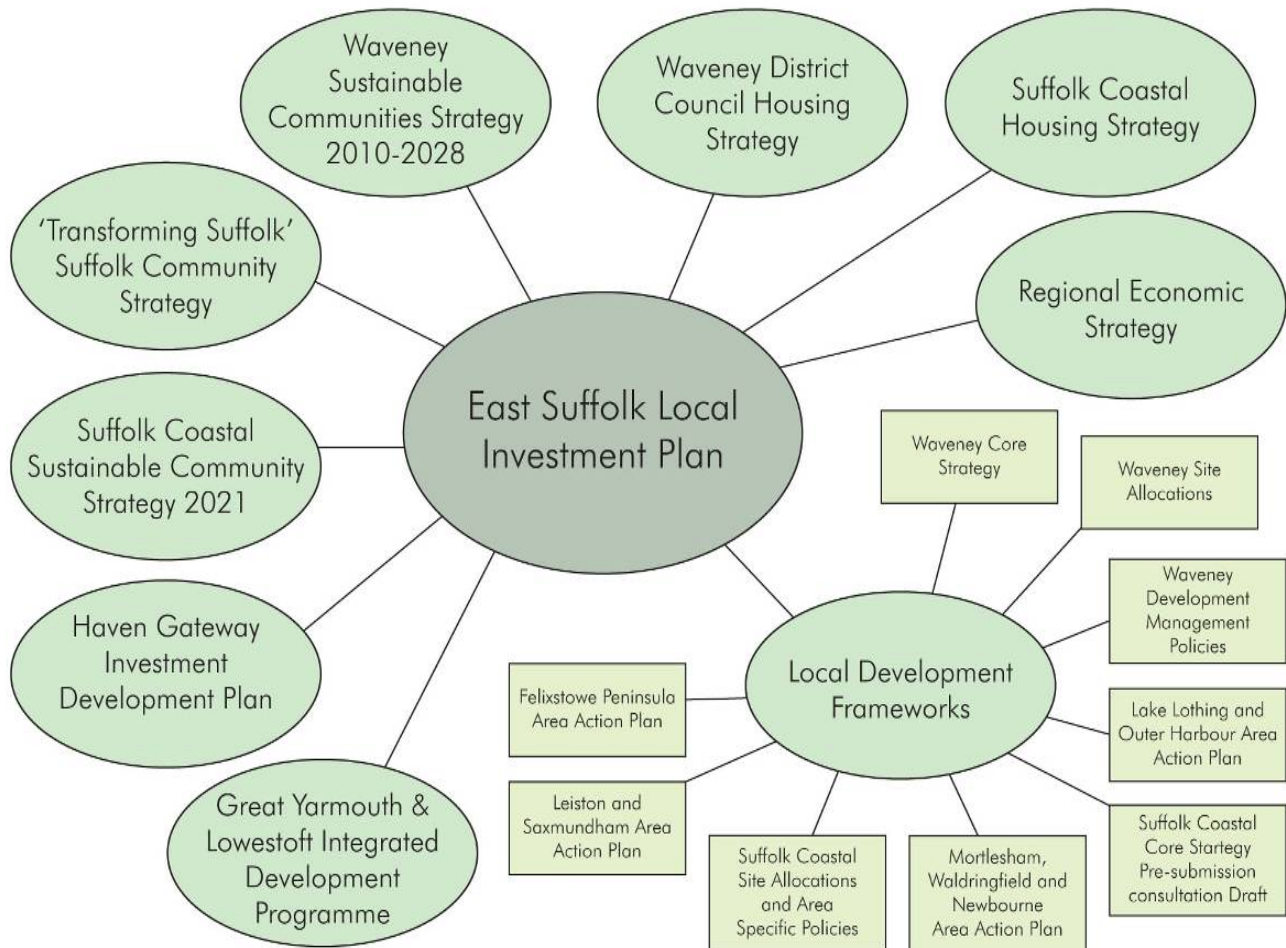 Waveney
Sustainable
Communities Strategy
2010-2028
Waveney District
Council Housing
Strategy
Suffolk Coastal
Housing Strategy
'Transforming Suffolk'
Suffolk Community
Strategy
Regional Economic
Strategy
East Suffolk Local
Investment Plan
Suffolk Coastal
Sustainable Community
Strategy 2021
Waveney Core
Strategy
Waveney Site
Allocations
Haven Gateway
Investment
Development Plan
Waveney
Development
Management
Policies
Local Development
Frameworks
Felixstowe Peninsula
Area Action Plan
Lake Lothing and
Outer Harbour Area
Action Plan
Great Yarmouth &
Lowestoft Integrated
Development
Programme
Leiston and
Saxmundham Area
Action Plan
Suffolk Coastal
Site Allocations
and Area
Specific Policies
Mortlesham,
Waldringfield and
Newbourne
Area Action Plan
Suffolk Coastal
Core Startegy
Pre-submission
consultation Draft